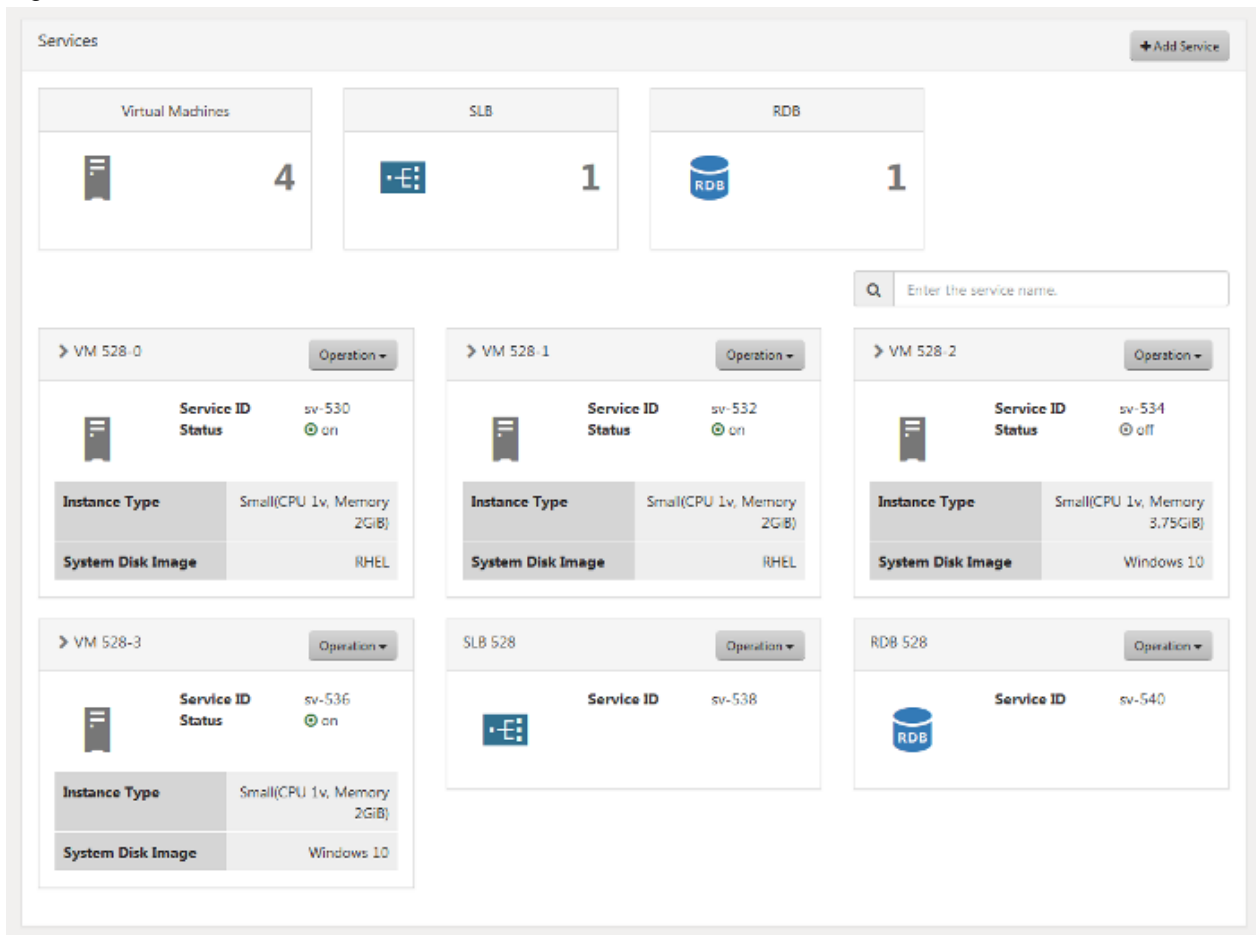 Services
+Add Service
Virtual Machines
4
SLB
1
RDB
RDB
1
Enter the service name.
VM 528-0
Operation
Service ID sv-530
Status on
Instance Type Small(CPU 1v, Memory
2GiB)
System Disk Image RHEL
VM 528-1
Operation
Service ID sv-532
Status on
Instance Type Small(CPU 1v, Memory
2GiB)
System Disk Image RHEL
VM 528-2
Operation
Service ID sv-534
Status off
Instance Type Small(CPU 1v, Memory
3.75GiB)
System Disk Image Windows 10
VM 528-3
Operation
Service ID sv-536
Status on
Instance Type Small(CPU 1v, Memory
2GiB)
System Disk Image Windows 10
SLB 528
Operation
Service ID sv-538
RDB 528
Operation
RDB
Service ID sv-540